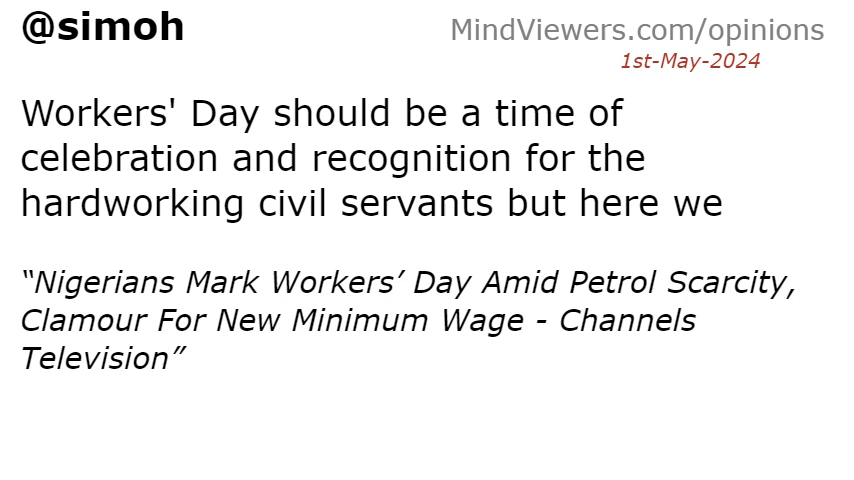 @simoh
MindViewers.com/opinions
1st-May-2024
Workers' Day should be a time of
celebration and recognition for the
hardworking civil servants but here we
“Nigerians Mark Workers’ Day Amid Petrol Scarcity,
Clamour For New Minimum Wage - Channels
Television”